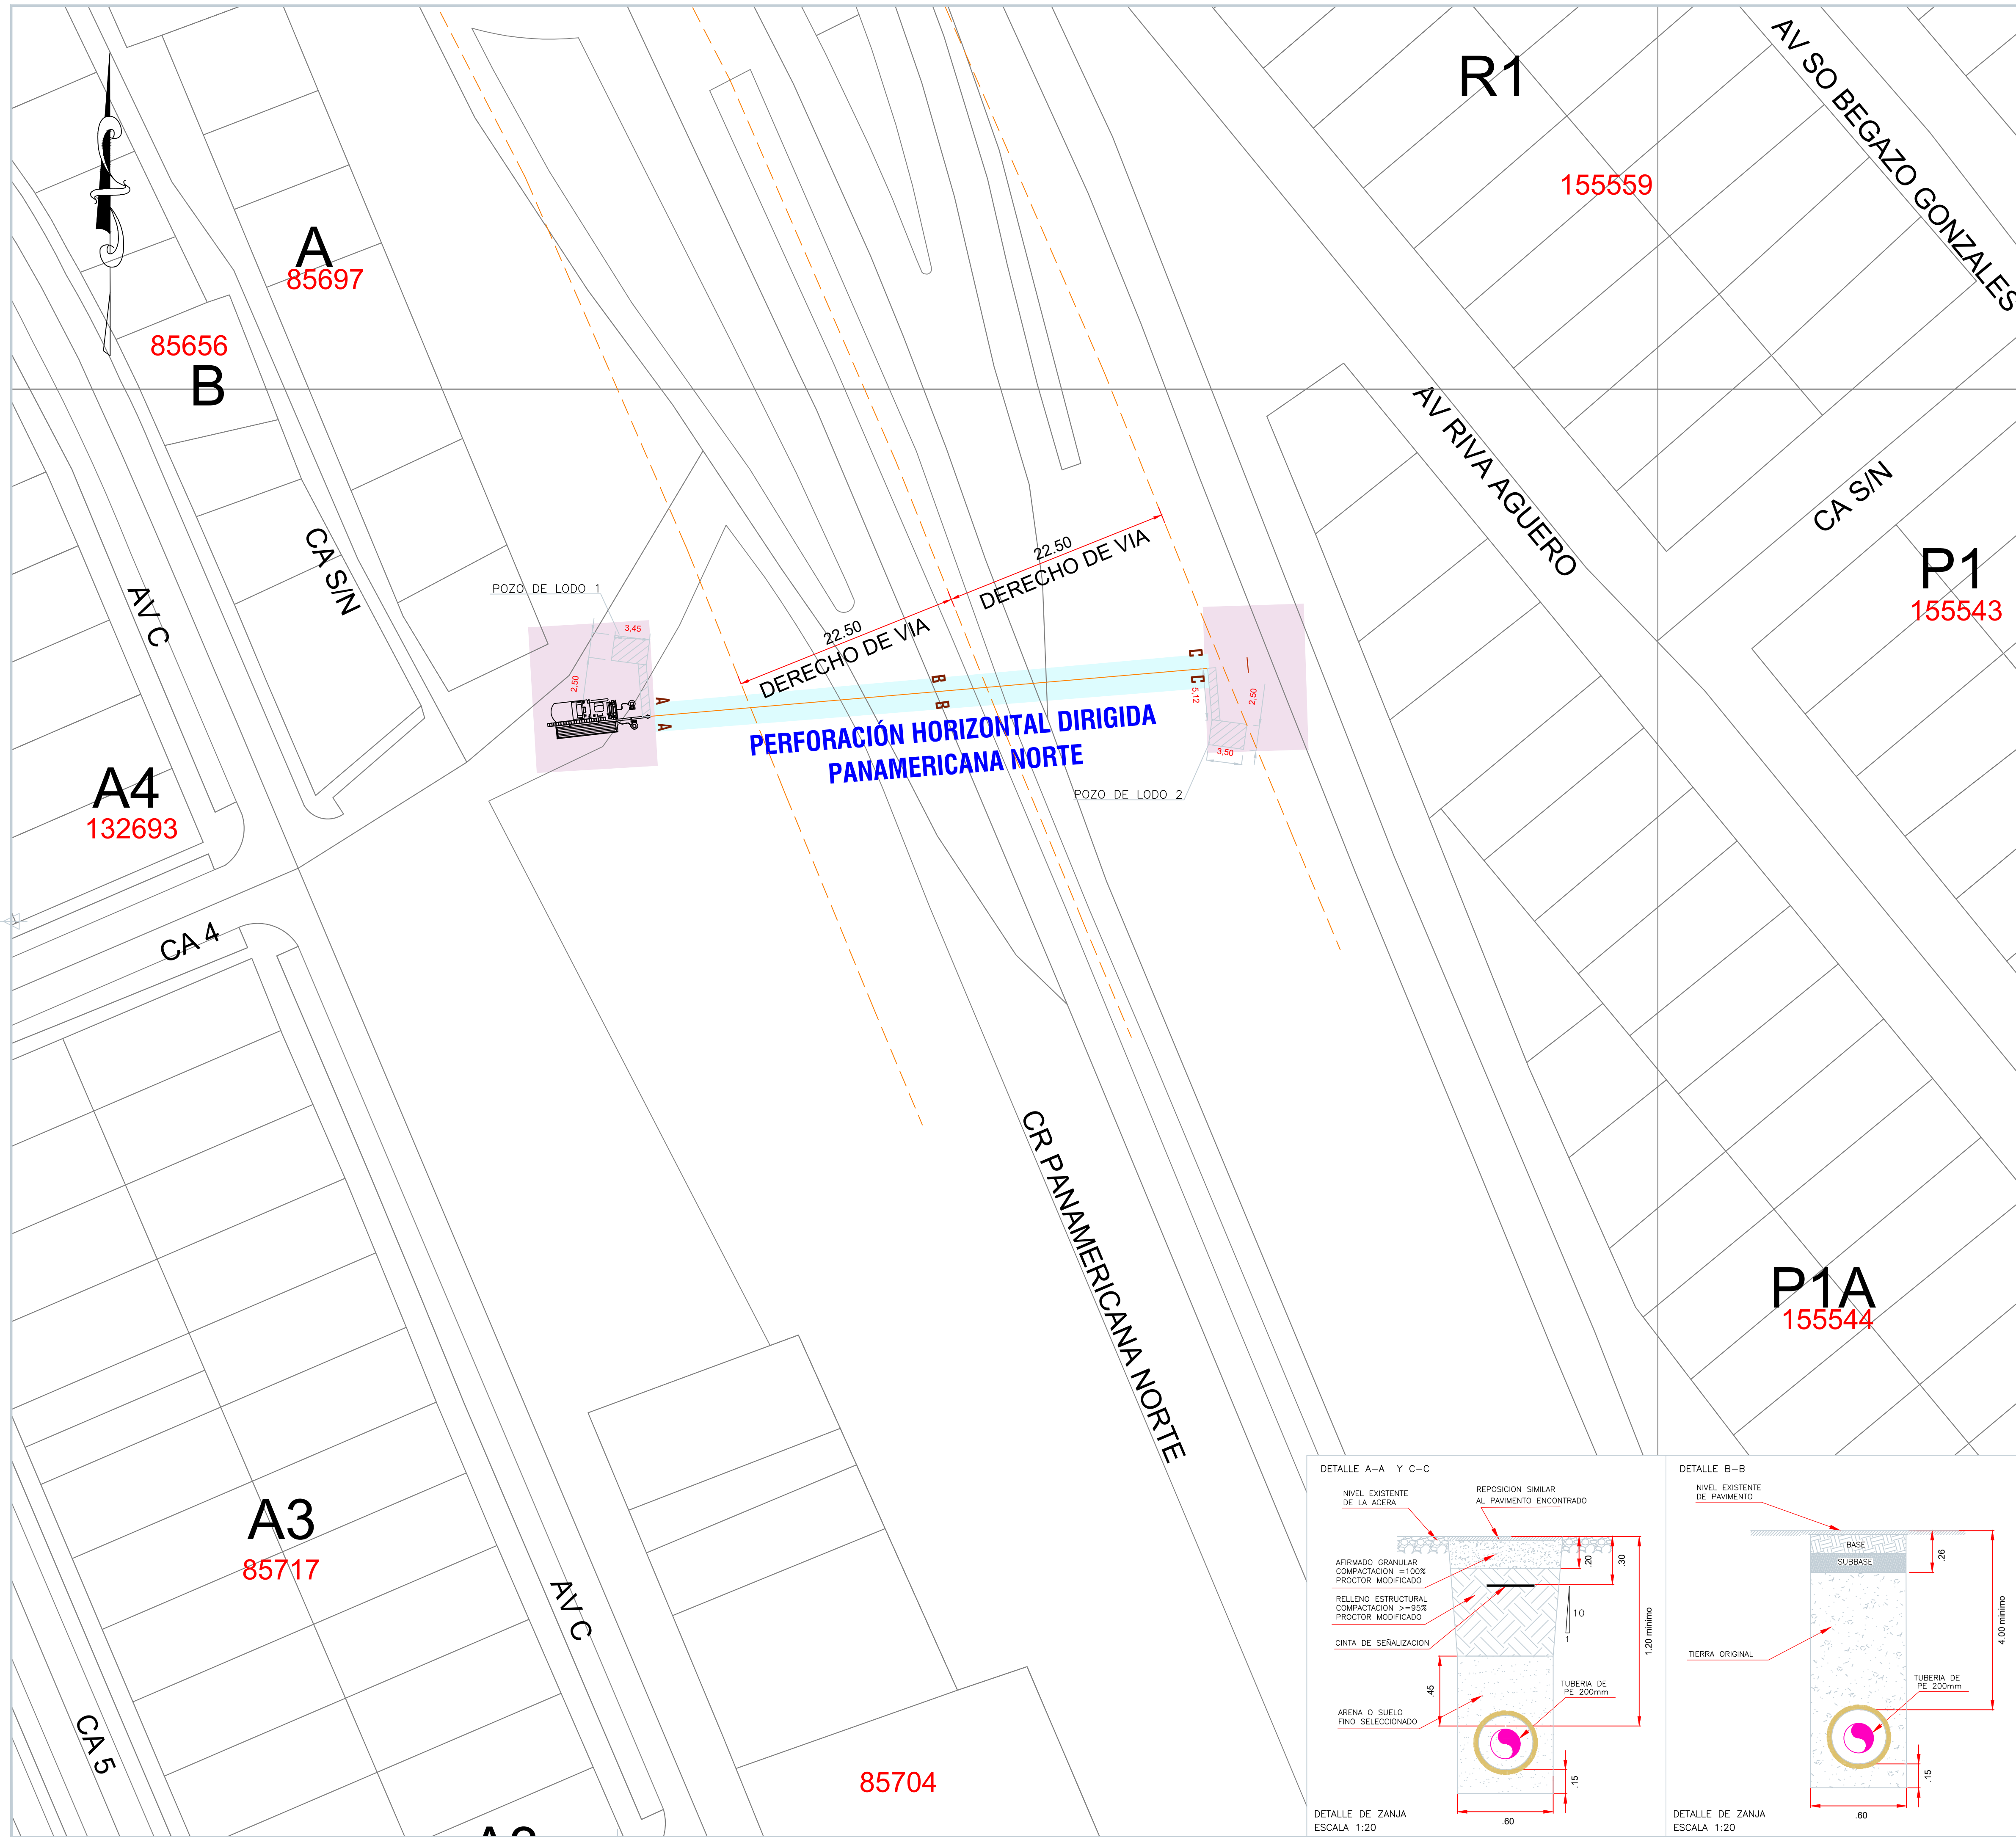 R1
155559
AV SO BEGAZO GONZALES
A
85697
85656
B
CA S/N
AV C
AV RIVA AGUERO
CA S/N
P1
155543
POZO DE LODO 1
3,45
2,50
22.50
DERECHO DE VIA
22.50
DERECHO DE VIA
A
A
B
B
C
C
5,12
2,50
3,50
PERFORACIÓN HORIZONTAL DIRIGIDA
PANAMERICANA NORTE
POZO DE LODO 2
A4
132693
CA 4
CR PANAMERICANA NORTE
P1A
155544
A3
85717
AV C
CA 5
85704
DETALLE A-A Y C-C
NIVEL EXISTENTE
DE LA ACERA
REPOSICION SIMILAR
AL PAVIMENTO ENCONTRADO
AFIRMADO GRANULAR
COMPACTACION =100%
PROCTOR MODIFICADO
RELLENO ESTRUCTURAL
COMPACTACION >=95%
PROCTOR MODIFICADO
CINTA DE SEÑALIZACION
ARENA O SUELO
FINO SELECCIONADO
TUBERIA DE
PE 200mm
.20
.30
10
1
1.20 minimo
.45
.15
.60
DETALLE DE ZANJA
ESCALA 1:20
DETALLE B-B
NIVEL EXISTENTE
DE PAVIMENTO
BASE
SUBBASE
.26
4.00 minimo
TIERRA ORIGINAL
TUBERIA DE
PE 200mm
.15
.60
DETALLE DE ZANJA
ESCALA 1:20